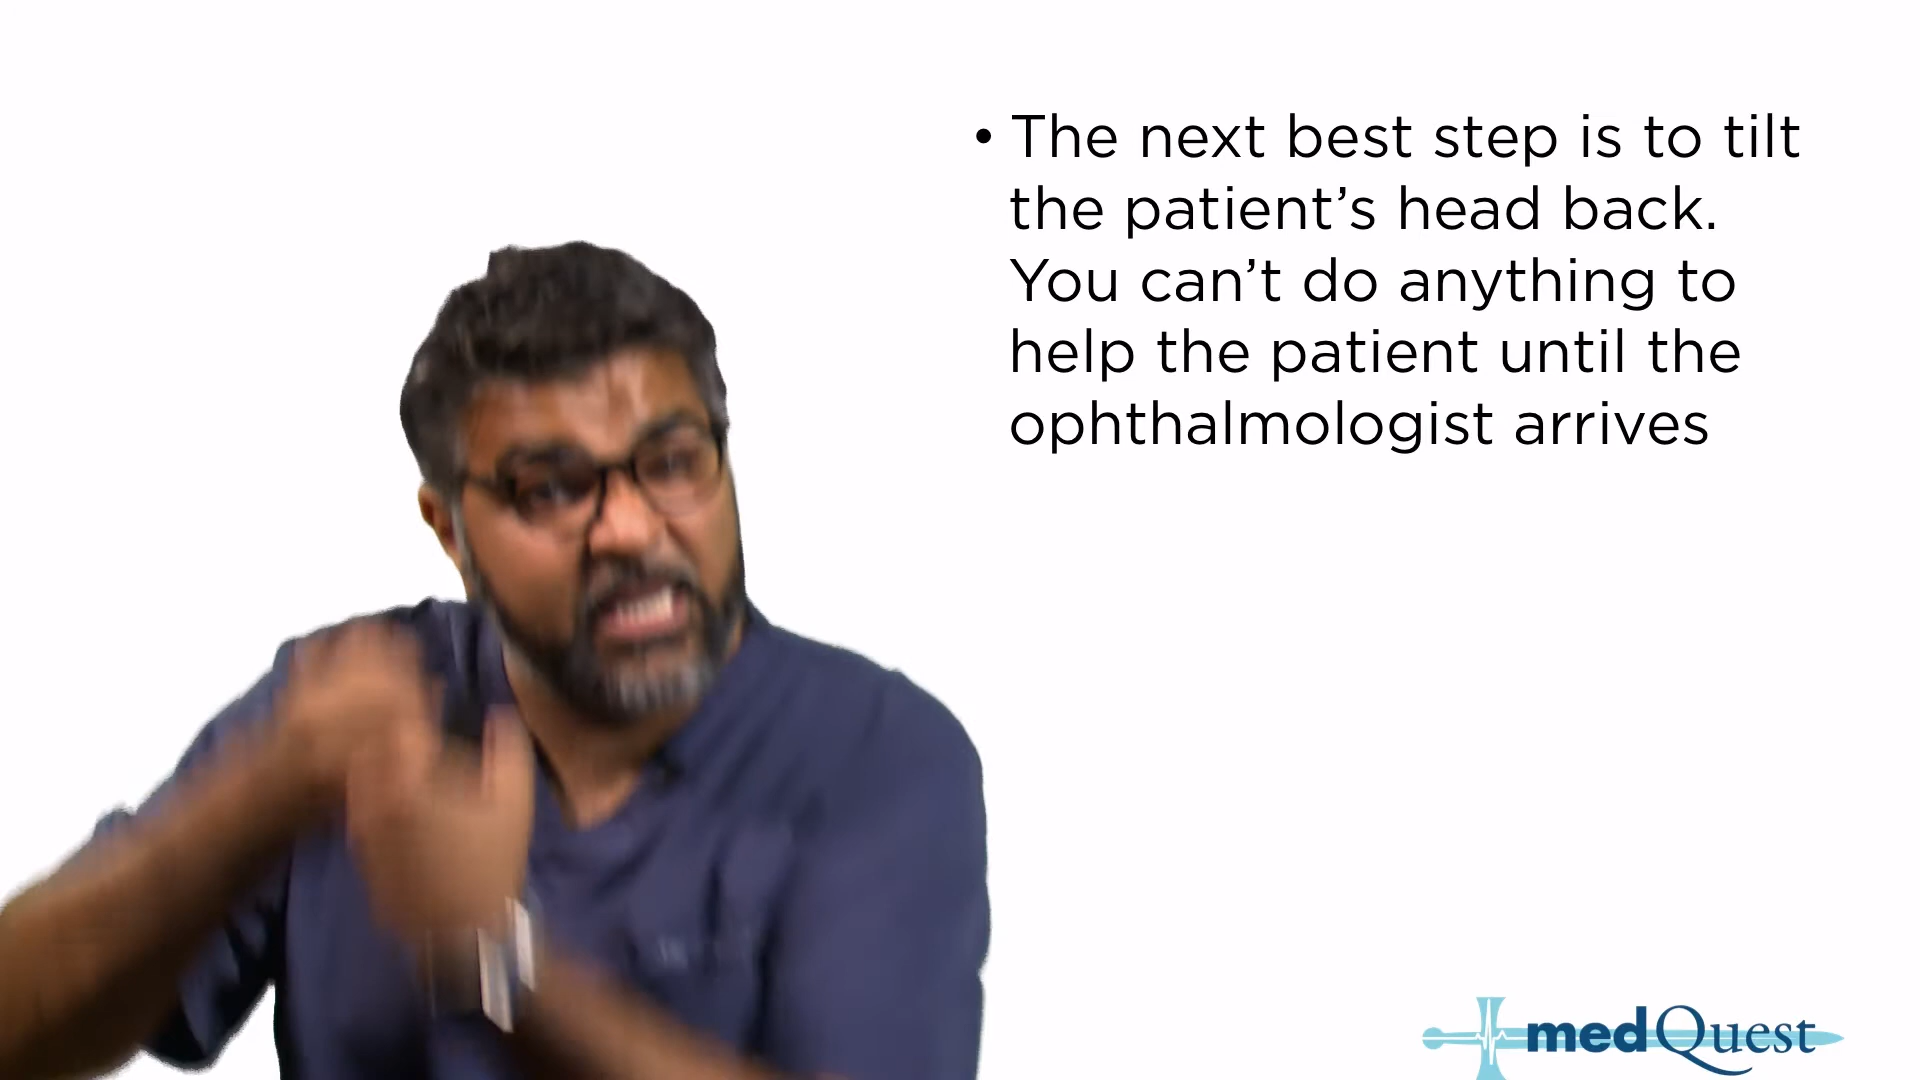 • The next best step is to tilt
the patient’s head back.
You can’t do anything to
help the patient until the
ophthalmologist arrives
medQuest